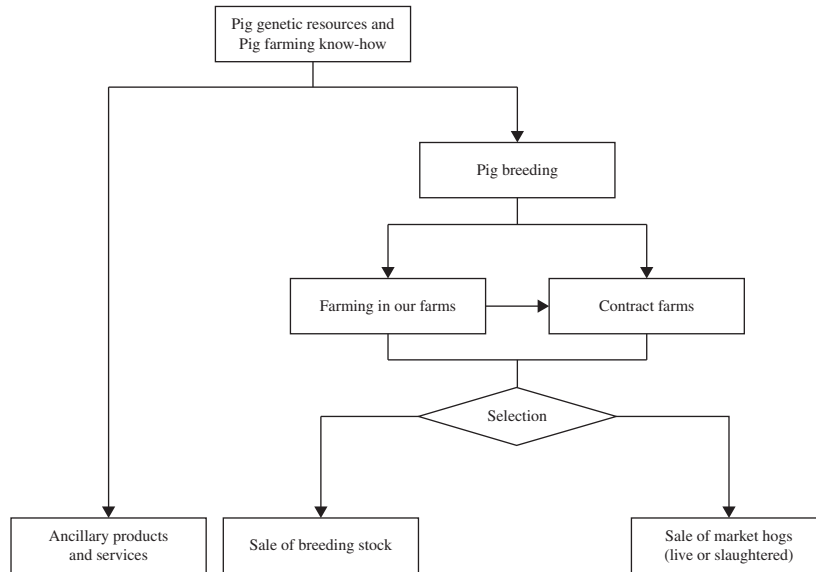 Pig genetic resources and
Pig farming know-how
Pig breeding
Farming in our farms
Contract farms
Selection
Ancillary products
and services
Sale of breeding stock
Sale of market hogs
(live or slaughtered)